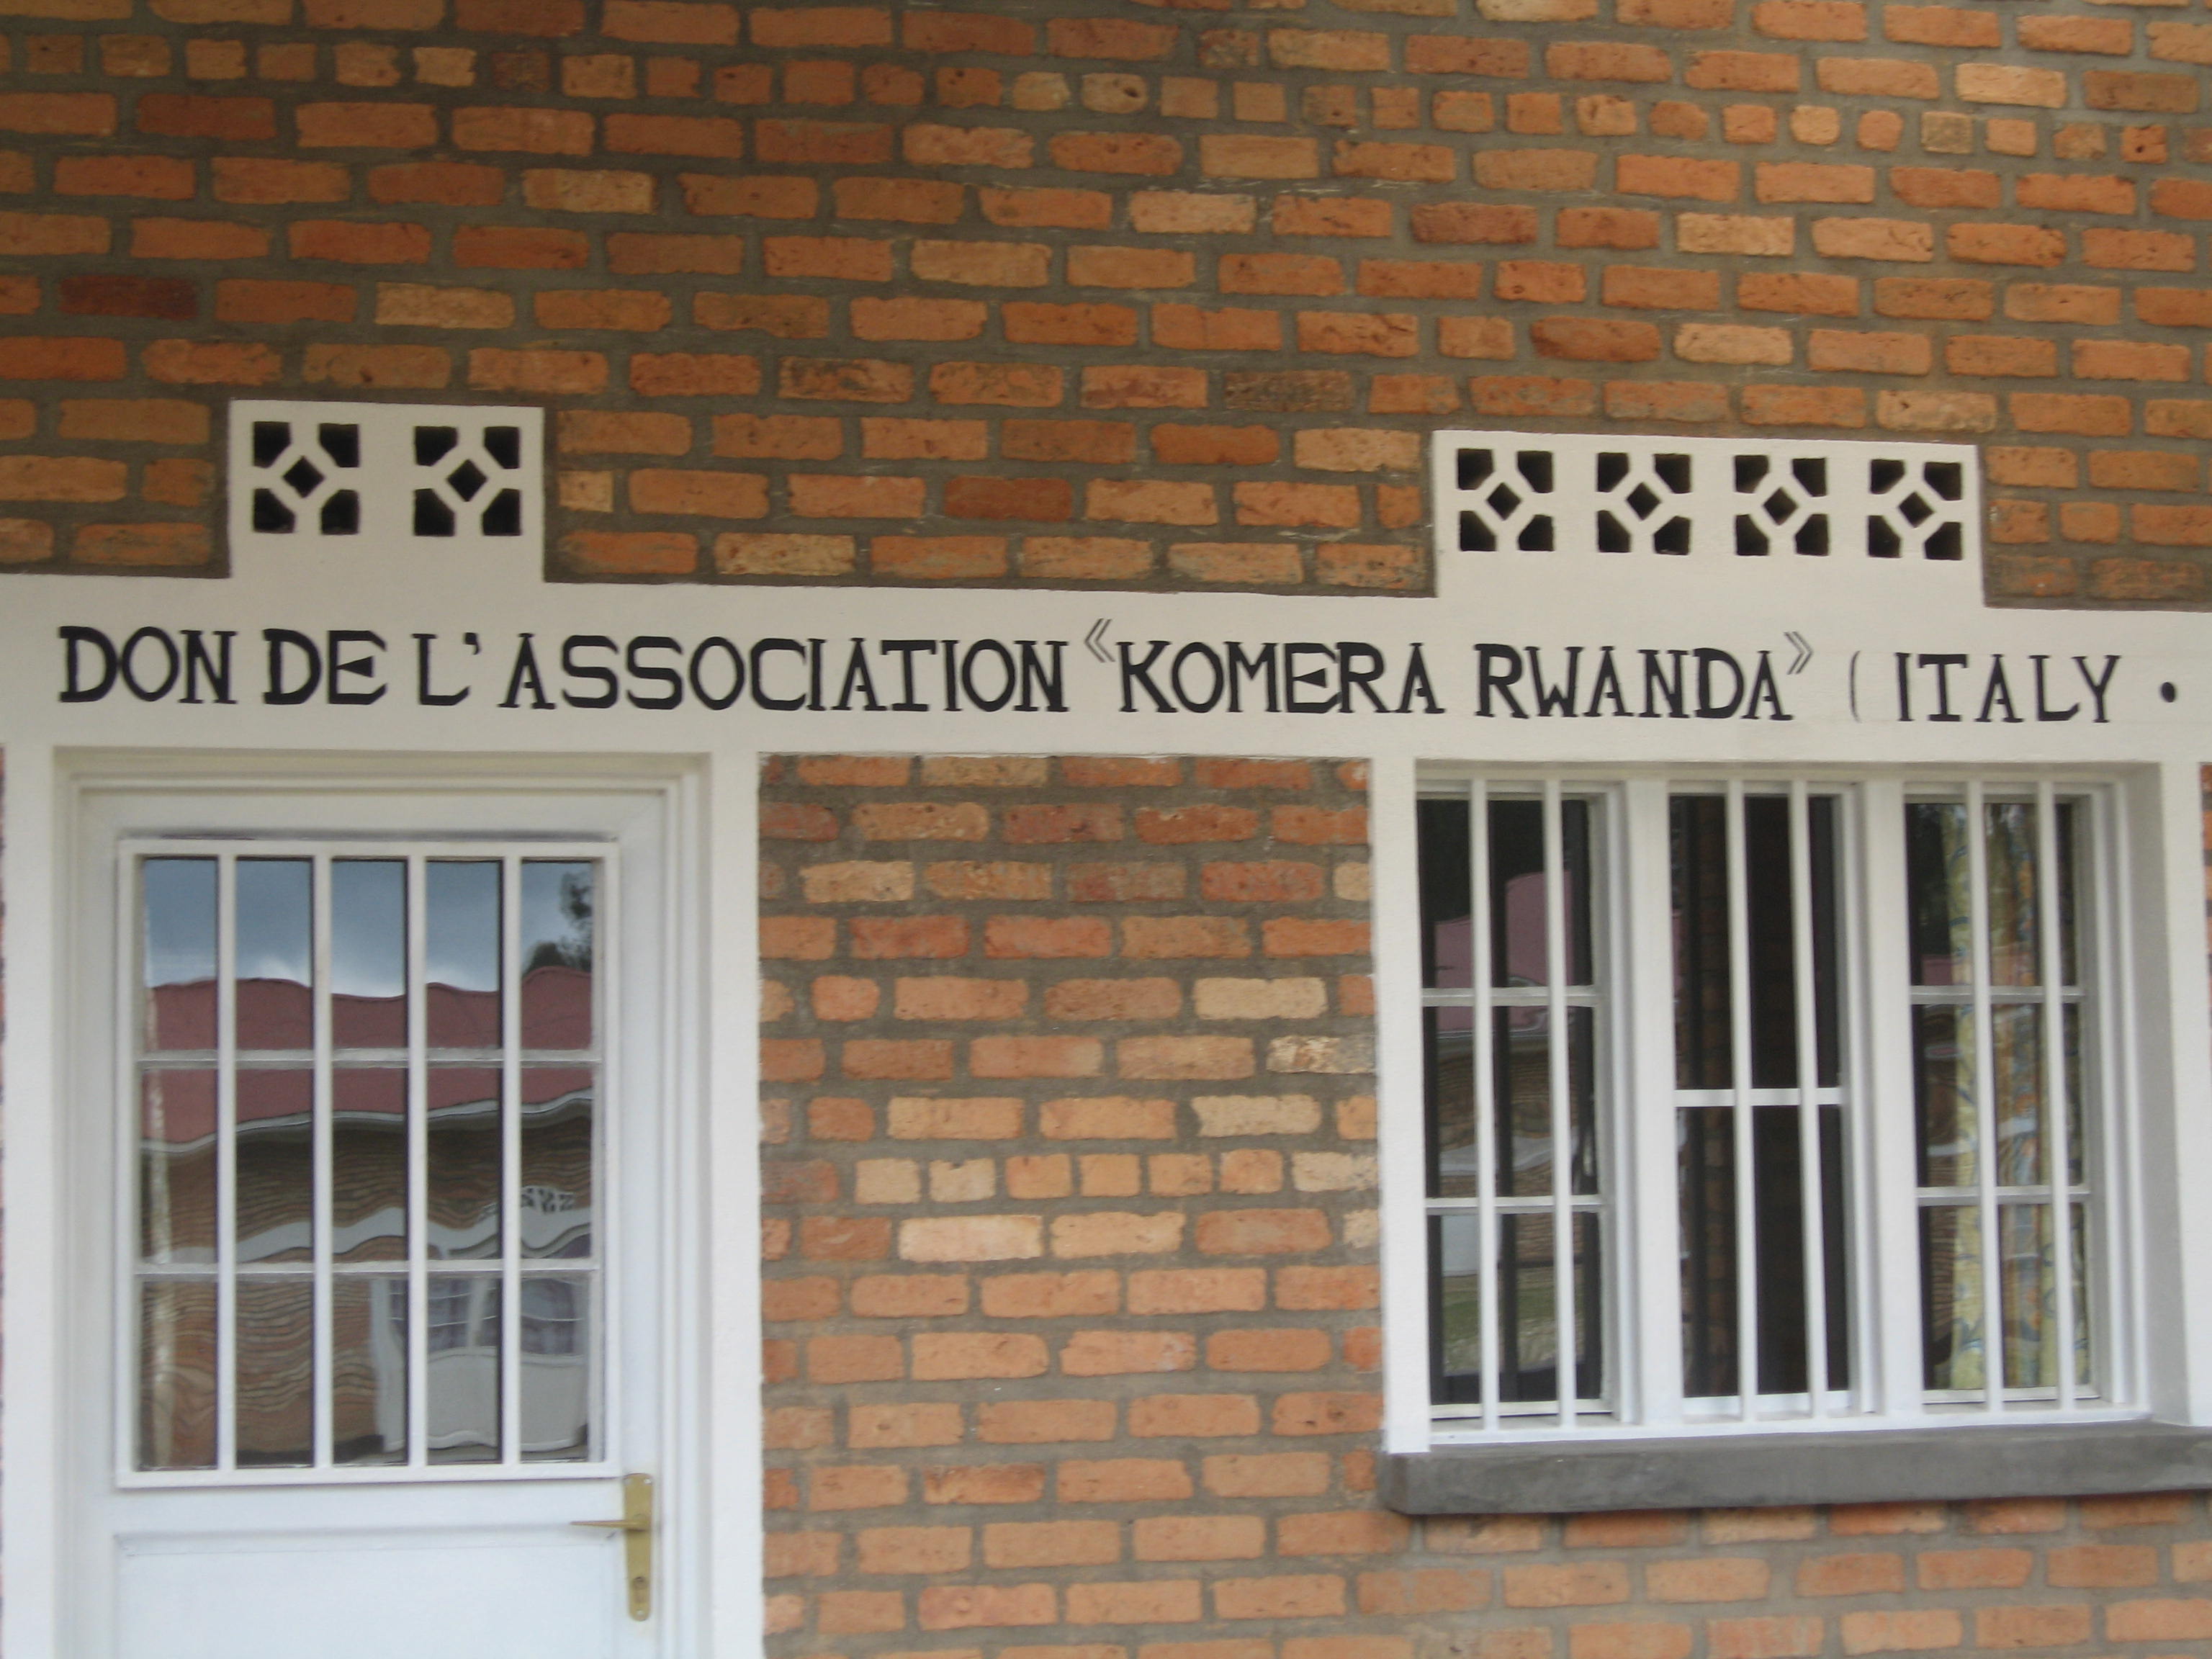 DON DE L'ASSOCIATION «KOMERA RWANDA» ( ITALY •